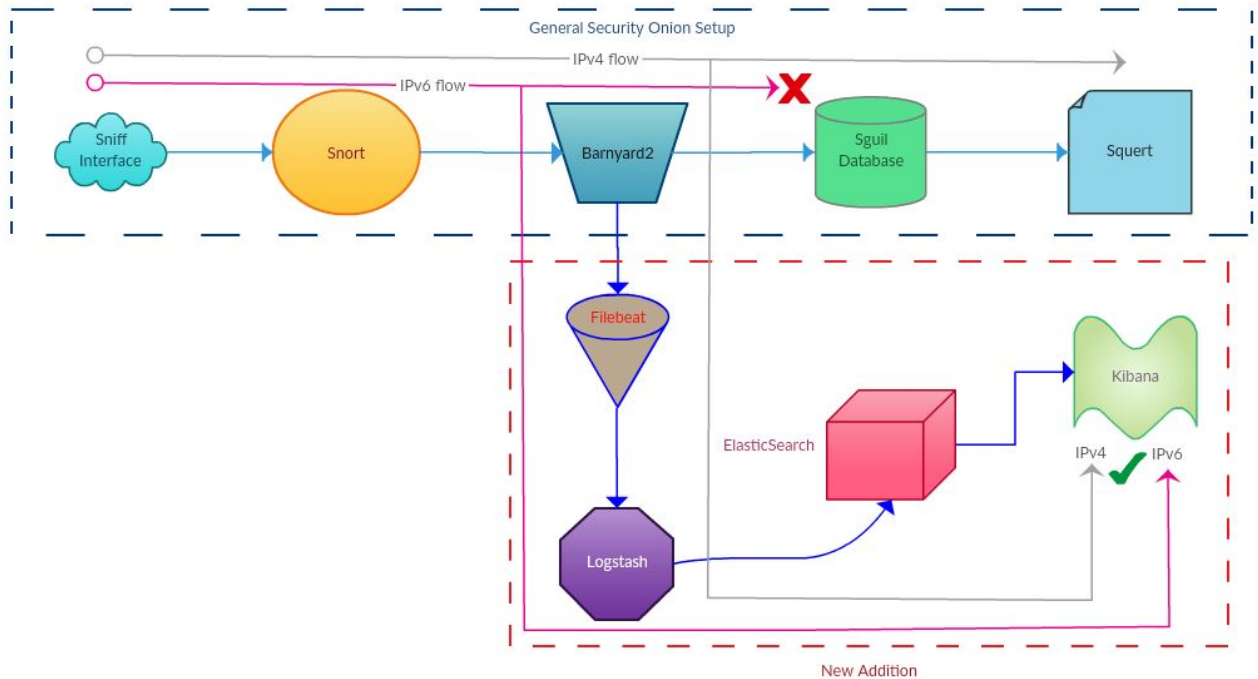 General Security Onion Setup
IPv4 flow
IPv6 flow
Sniff
Interface
Snort
Barnyard2
Sguil
Database
Squert
Filebeat
Kibana
ElasticSearch
IPv4
IPv6
Logstash
New Addition